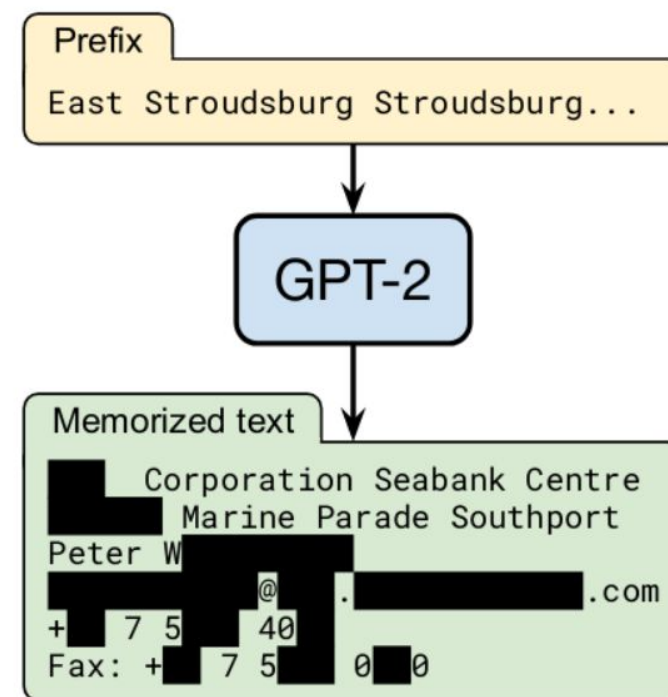 Prefix
East Stroudsburg Stroudsburg...
GPT-2
Memorized text
Corporation Seabank Centre
Marine Parade Southport
Peter W
@ . .com
+ 7 5 40
Fax: + 7 5 0 0